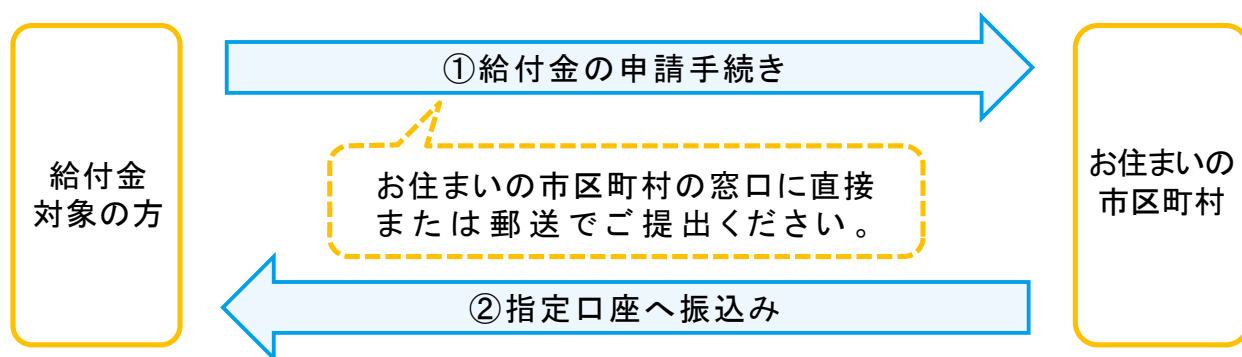 給付金
対象の方
①給付金の申請手続き
お住まいの市区町村の窓口に直接
または郵送でご提出ください。
②指定口座へ振込み
お住まいの
市区町村